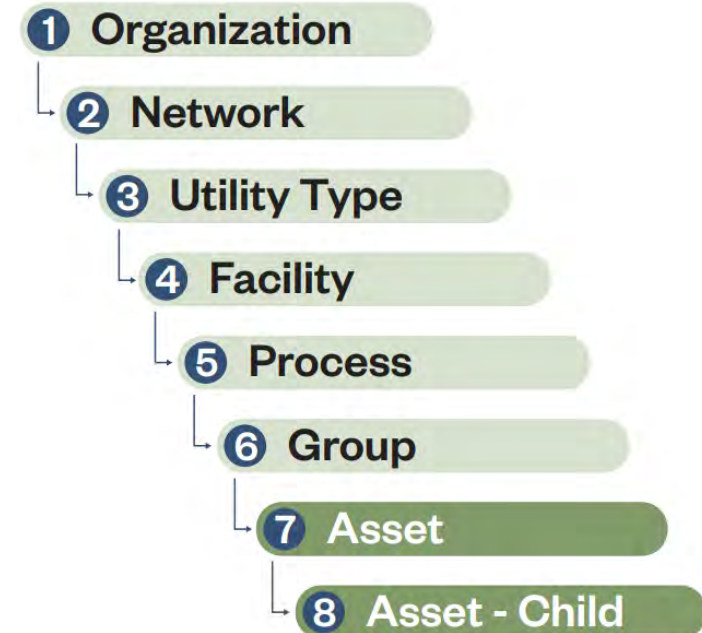 1 Organization
2 Network
3 Utility Type
4 Facility
5 Process
6 Group
7 Asset
8 Asset - Child